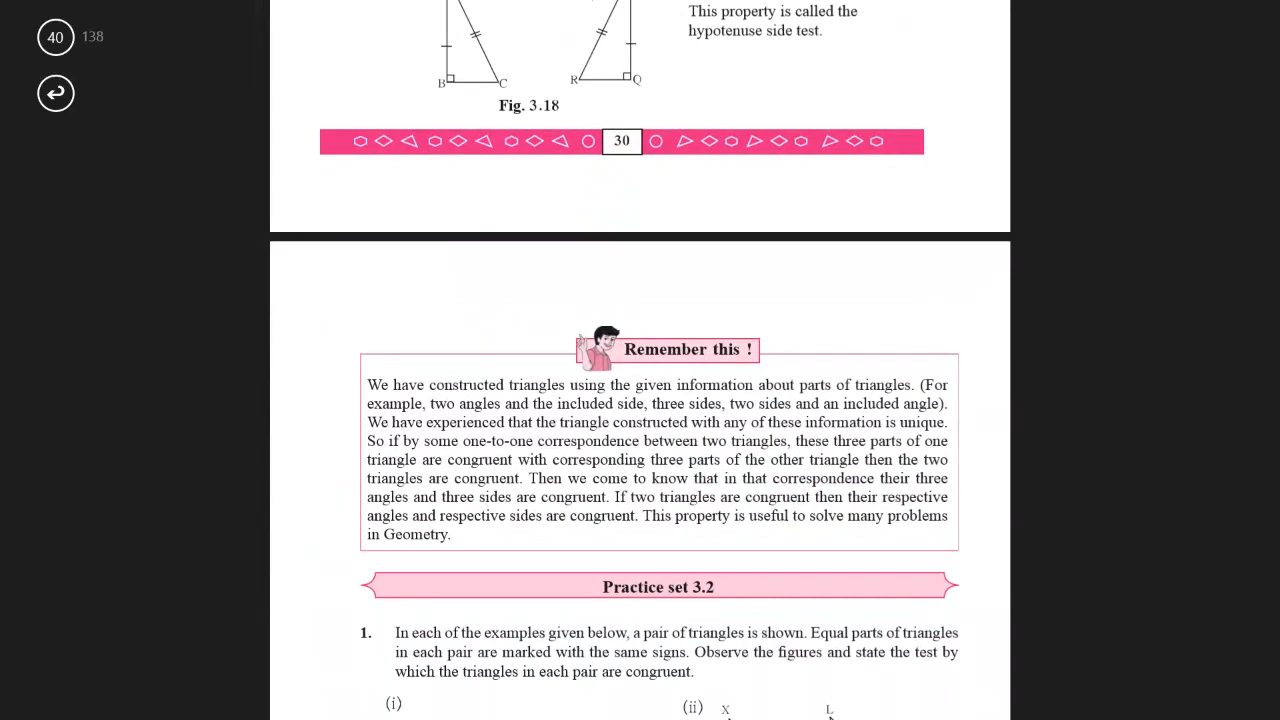 40 138
This property is called the
hypotenuse side test.
B C R Q
Fig. 3.18
30
Remember this !
We have constructed triangles using the given information about parts of triangles. (For
example, two angles and the included side, three sides, two sides and an included angle).
We have experienced that the triangle constructed with any of these information is unique.
So if by some one-to-one correspondence between two triangles, these three parts of one
triangle are congruent with corresponding three parts of the other triangle then the two
triangles are congruent. Then we come to know that in that correspondence their three
angles and three sides are congruent. If two triangles are congruent then their respective
angles and respective sides are congruent. This property is useful to solve many problems
in Geometry.
Practice set 3.2
1. In each of the examples given below, a pair of triangles is shown. Equal parts of triangles
in each pair are marked with the same signs. Observe the figures and state the test by
which the triangles in each pair are congruent.
(i) (ii) X L